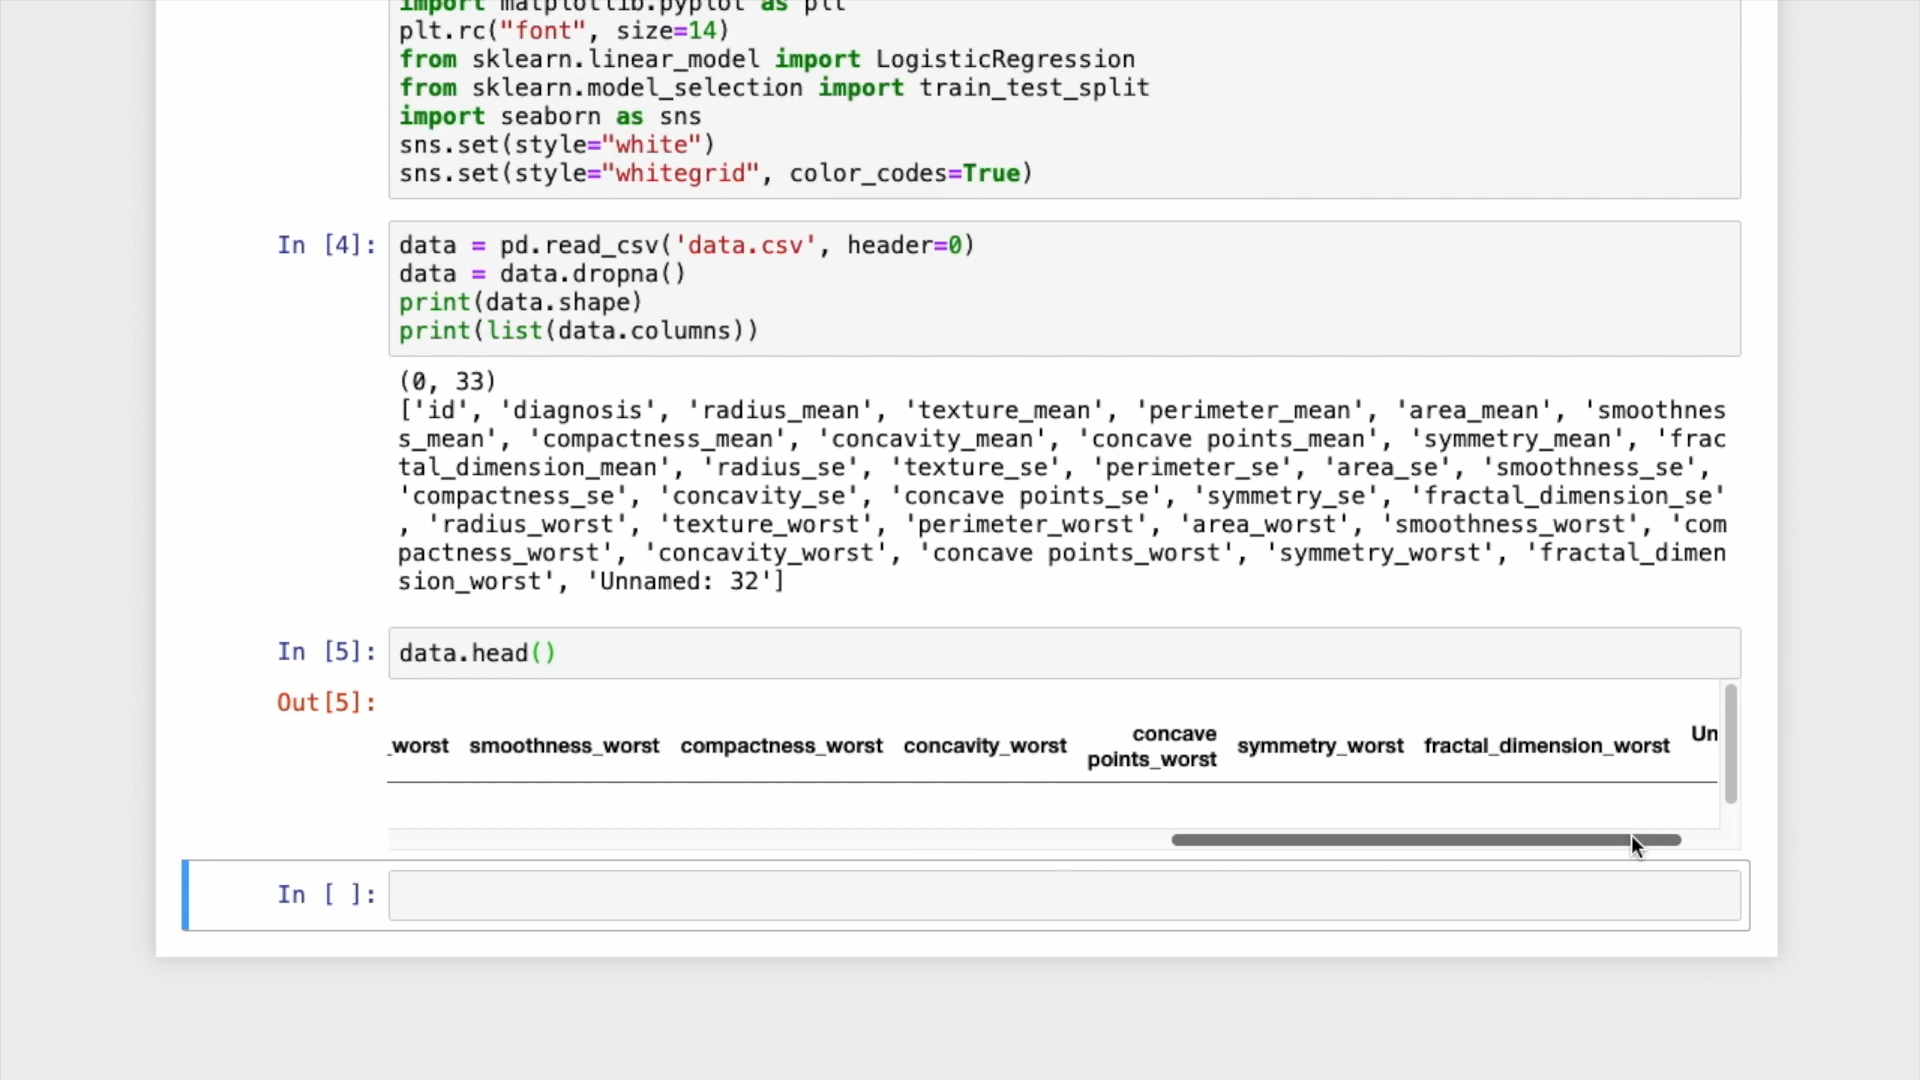 import matplotlib.pyplot as plt
plt.rc("font", size=14)
from sklearn.linear_model import LogisticRegression
from sklearn.model_selection import train_test_split
import seaborn as sns
sns.set(style="white")
sns.set(style="whitegrid", color_codes=True)
In [4]: data = pd.read_csv('data.csv', header=0)
data = data.dropna()
print(data.shape)
print(list(data.columns))
(0, 33)
['id', 'diagnosis', 'radius_mean', 'texture_mean', 'perimeter_mean', 'area_mean', 'smoothnes
s_mean', 'compactness_mean', 'concavity_mean', 'concave points_mean', 'symmetry_mean', 'frac
tal_dimension_mean', 'radius_se', 'texture_se', 'perimeter_se', 'area_se', 'smoothness_se',
'compactness_se', 'concavity_se', 'concave points_se', 'symmetry_se', 'fractal_dimension_se'
, 'radius_worst', 'texture_worst', 'perimeter_worst', 'area_worst', 'smoothness_worst', 'com
pactness_worst', 'concavity_worst', 'concave points_worst', 'symmetry_worst', 'fractal_dimen
sion_worst', 'Unnamed: 32']
In [5]: data.head()
Out[5]:
_worst smoothness_worst compactness_worst concavity_worst concave points_worst symmetry_worst fractal_dimension_worst Un
In [ ]: